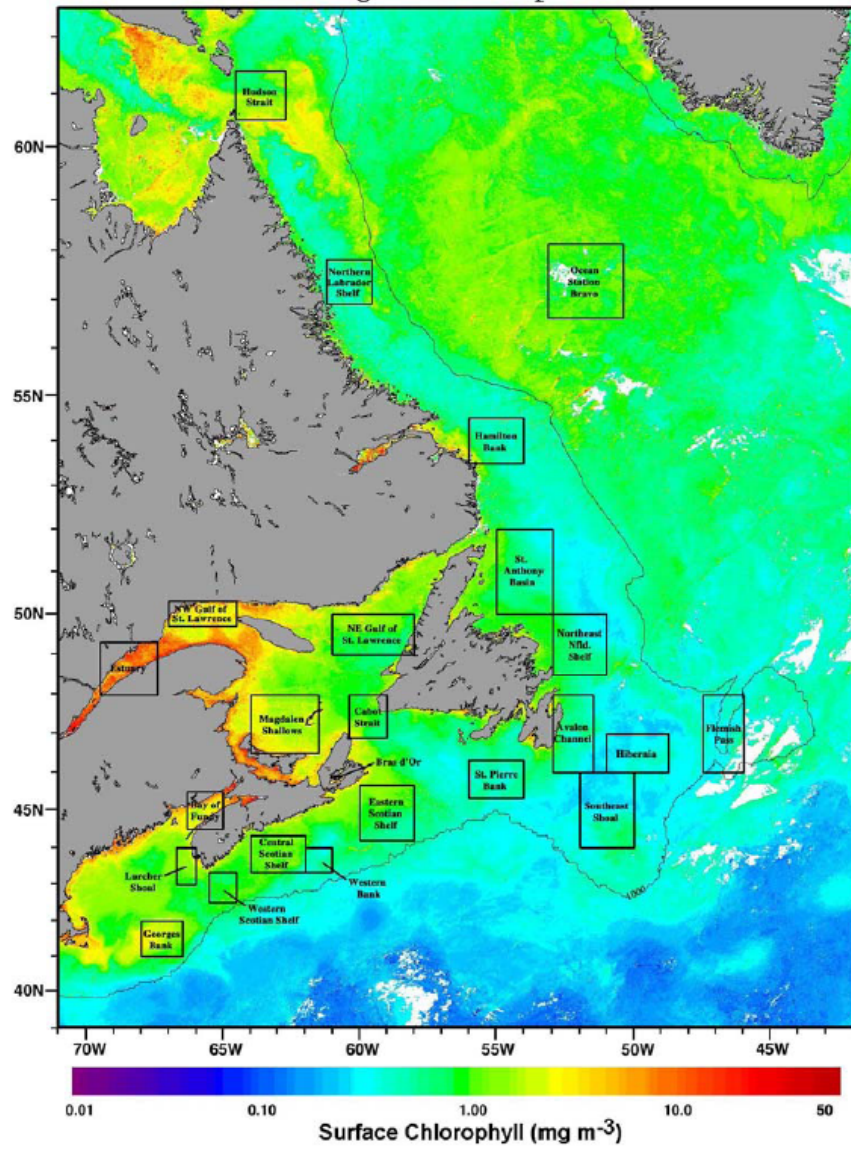 Hudson
Strait
60N
Northern
Labrador
Shelf
Ocean
Station
Bravo
55N
Hamilton
Bank
St.
Anthony
Basin
50N
NW Gulf of
St. Lawrence
NE Gulf of
St. Lawrence
Northeast
Nfld.
Shelf
Estuary
Magdalen
Shallows
Cabot
Strait
Avalon
Channel
Hibernia
Flemish
Pass
Bras d'Or
St. Pierre
Bank
45N
Bay of
Fundy
Eastern
Scotian
Shelf
Southeast
Shoal
Central
Scotian
Shelf
Lurcher
Shoal
Western
Bank
Western
Scotian Shelf
1000
Georges
Bank
40N
70W 65W 60W 55W 50W 45W
0.01 0.10 1.00 10.0 50
Surface Chlorophyll (mg m-3)